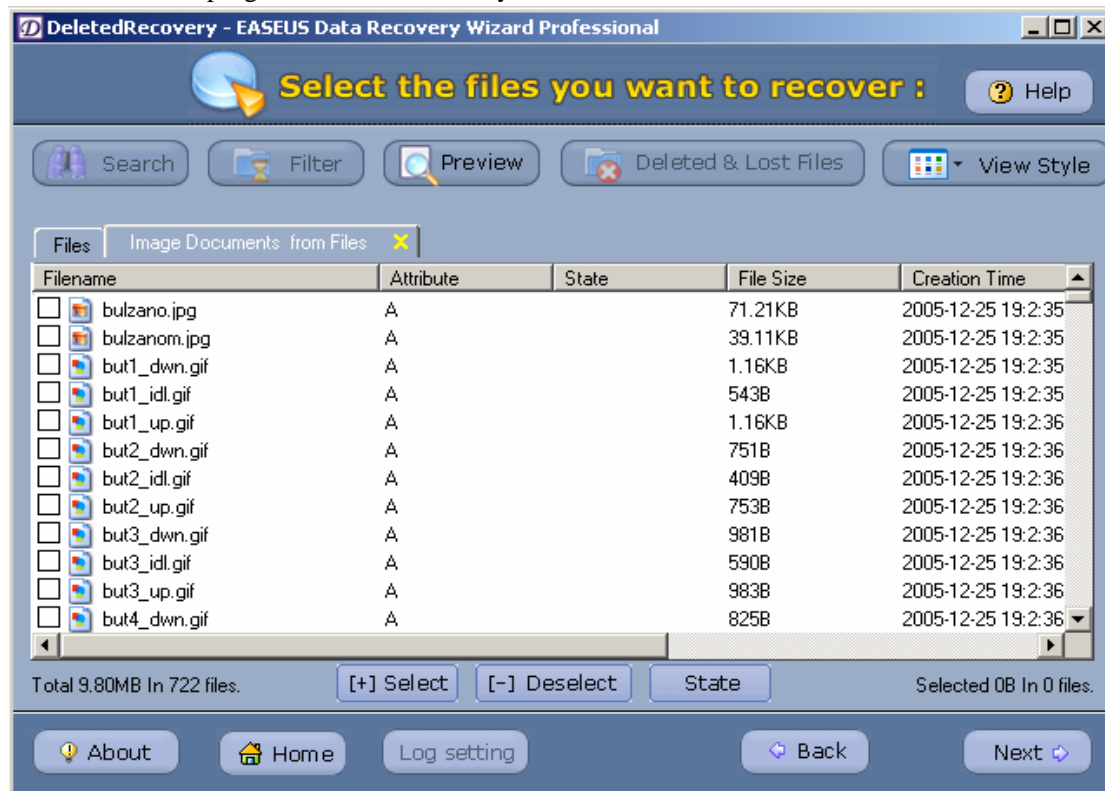 DeletedRecovery - EASEUS Data Recovery Wizard Professional
Select the files you want to recover :
Help
Search Filter Preview Deleted & Lost Files View Style
Files Image Documents from Files
Filename Attribute State File Size Creation Time
bulzano.jpg A 71.21KB 2005-12-25 19:2:35
bulzanom.jpg A 39.11KB 2005-12-25 19:2:35
but1_dwn.gif A 1.16KB 2005-12-25 19:2:35
but1_idl.gif A 543B 2005-12-25 19:2:35
but1_up.gif A 1.16KB 2005-12-25 19:2:36
but2_dwn.gif A 751B 2005-12-25 19:2:36
but2_idl.gif A 409B 2005-12-25 19:2:36
but2_up.gif A 753B 2005-12-25 19:2:36
but3_dwn.gif A 981B 2005-12-25 19:2:36
but3_idl.gif A 590B 2005-12-25 19:2:36
but3_up.gif A 983B 2005-12-25 19:2:36
but4_dwn.gif A 825B 2005-12-25 19:2:36
Total 9.80MB In 722 files. [+] Select [-] Deselect State Selected 0B In 0 files.
About Home Log setting Back Next